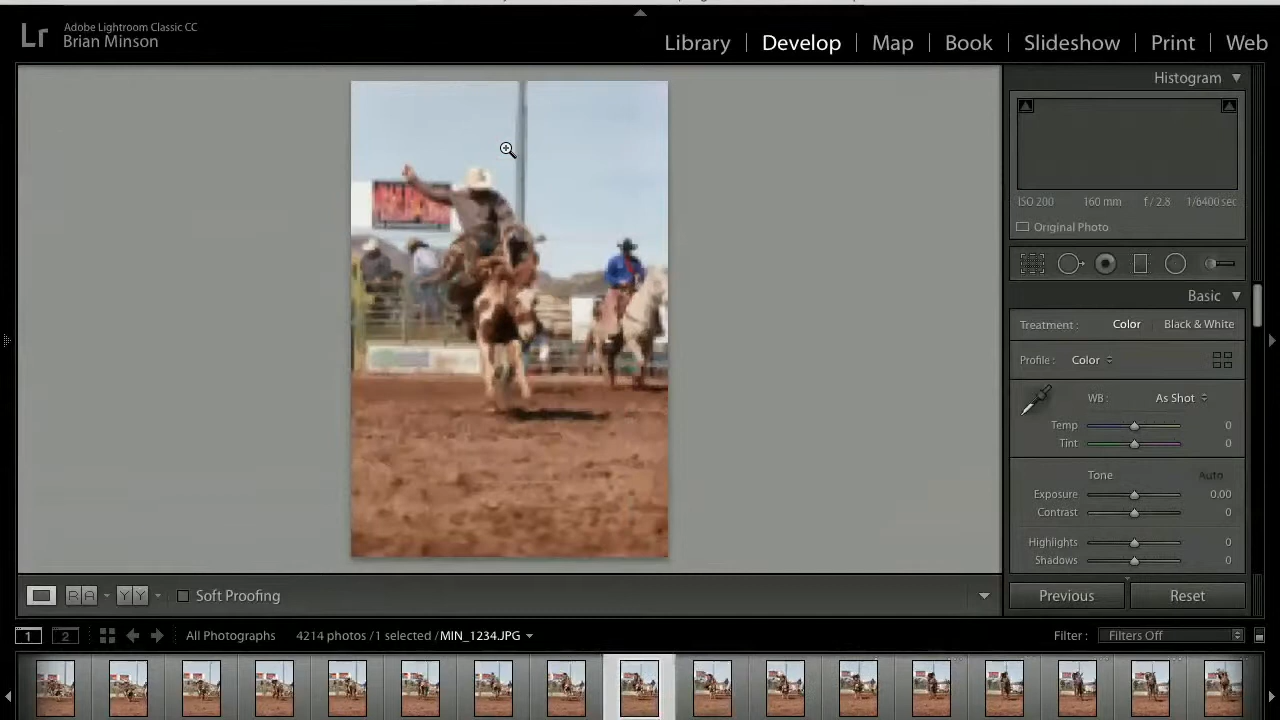 Lr
Adobe Lightroom Classic CC
Brian Minson
Library Develop Map Book Slideshow Print Web
Histogram
ISO 200 160 mm f / 2.8 1/6400 sec
Original Photo
Basic
Treatment : Color Black & White
Profile : Color
WB : As Shot
Temp 0
Tint 0
Tone Auto
Exposure 0.00
Contrast 0
Highlights 0
Shadows 0
R A Y Y Soft Proofing
Previous Reset
1 2 All Photographs 4214 photos / 1 selected / MIN_1234.JPG Filter : Filters Off